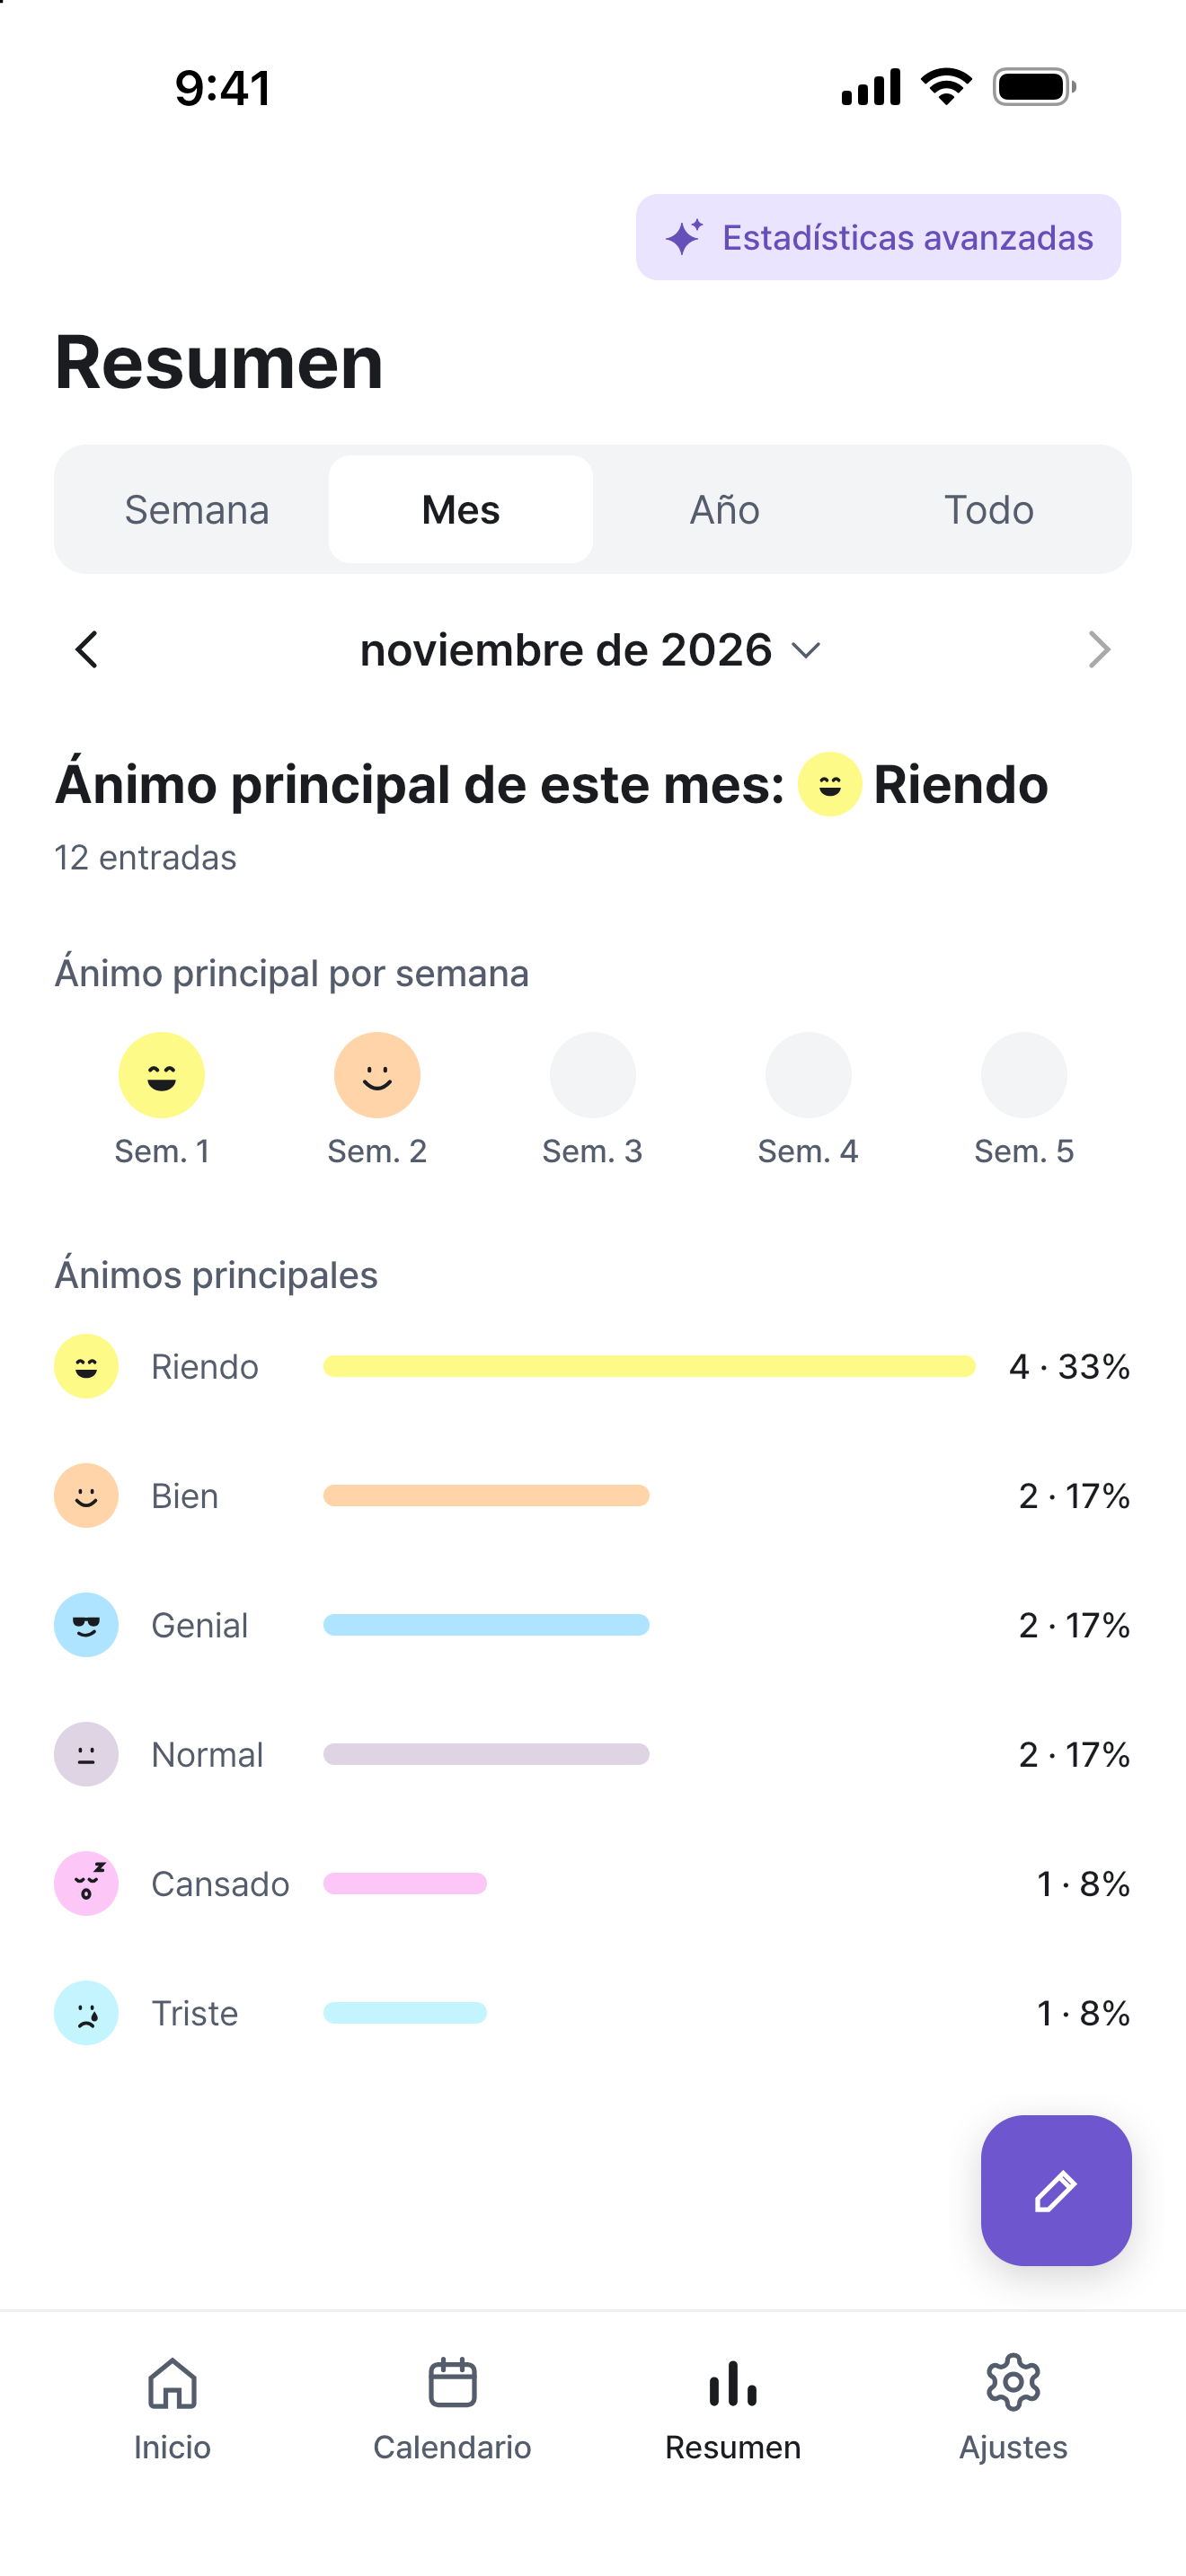 9:41
Estadísticas avanzadas
Resumen
Semana Mes Año Todo
noviembre de 2026
Ánimo principal de este mes: Riendo
12 entradas
Ánimo principal por semana
Sem. 1 Sem. 2 Sem. 3 Sem. 4 Sem. 5
Ánimos principales
Riendo 4 · 33%
Bien 2 · 17%
Genial 2 · 17%
Normal 2 · 17%
Cansado 1 · 8%
Triste 1 · 8%
Inicio Calendario Resumen Ajustes